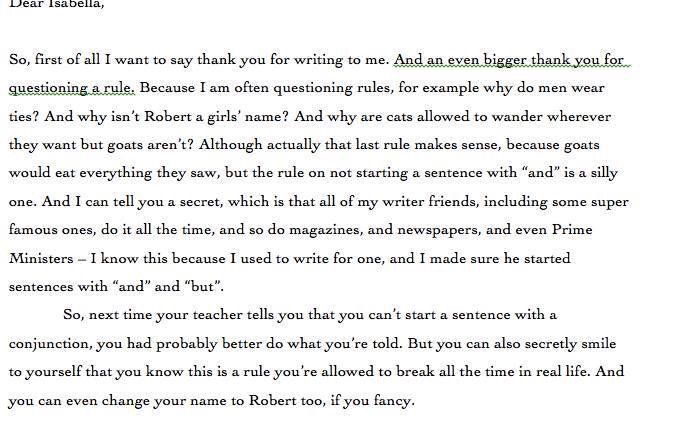 Dear Isabella,
So, first of all I want to say thank you for writing to me. And an even bigger thank you for
questioning a rule. Because I am often questioning rules, for example why do men wear
ties? And why isn’t Robert a girls’ name? And why are cats allowed to wander wherever
they want but goats aren’t? Although actually that last rule makes sense, because goats
would eat everything they saw, but the rule on not starting a sentence with “and” is a silly
one. And I can tell you a secret, which is that all of my writer friends, including some super
famous ones, do it all the time, and so do magazines, and newspapers, and even Prime
Ministers – I know this because I used to write for one, and I made sure he started
sentences with “and” and “but”.
So, next time your teacher tells you that you can’t start a sentence with a
conjunction, you had probably better do what you’re told. But you can also secretly smile
to yourself that you know this is a rule you’re allowed to break all the time in real life. And
you can even change your name to Robert too, if you fancy.